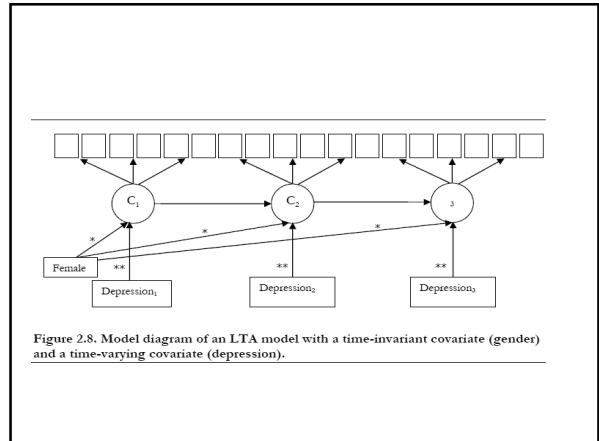 C1
C2
3
*
*
*
Female
**
**
**
Depression1
Depression2
Depression3
Figure 2.8. Model diagram of an LTA model with a time-invariant covariate (gender)
and a time-varying covariate (depression).